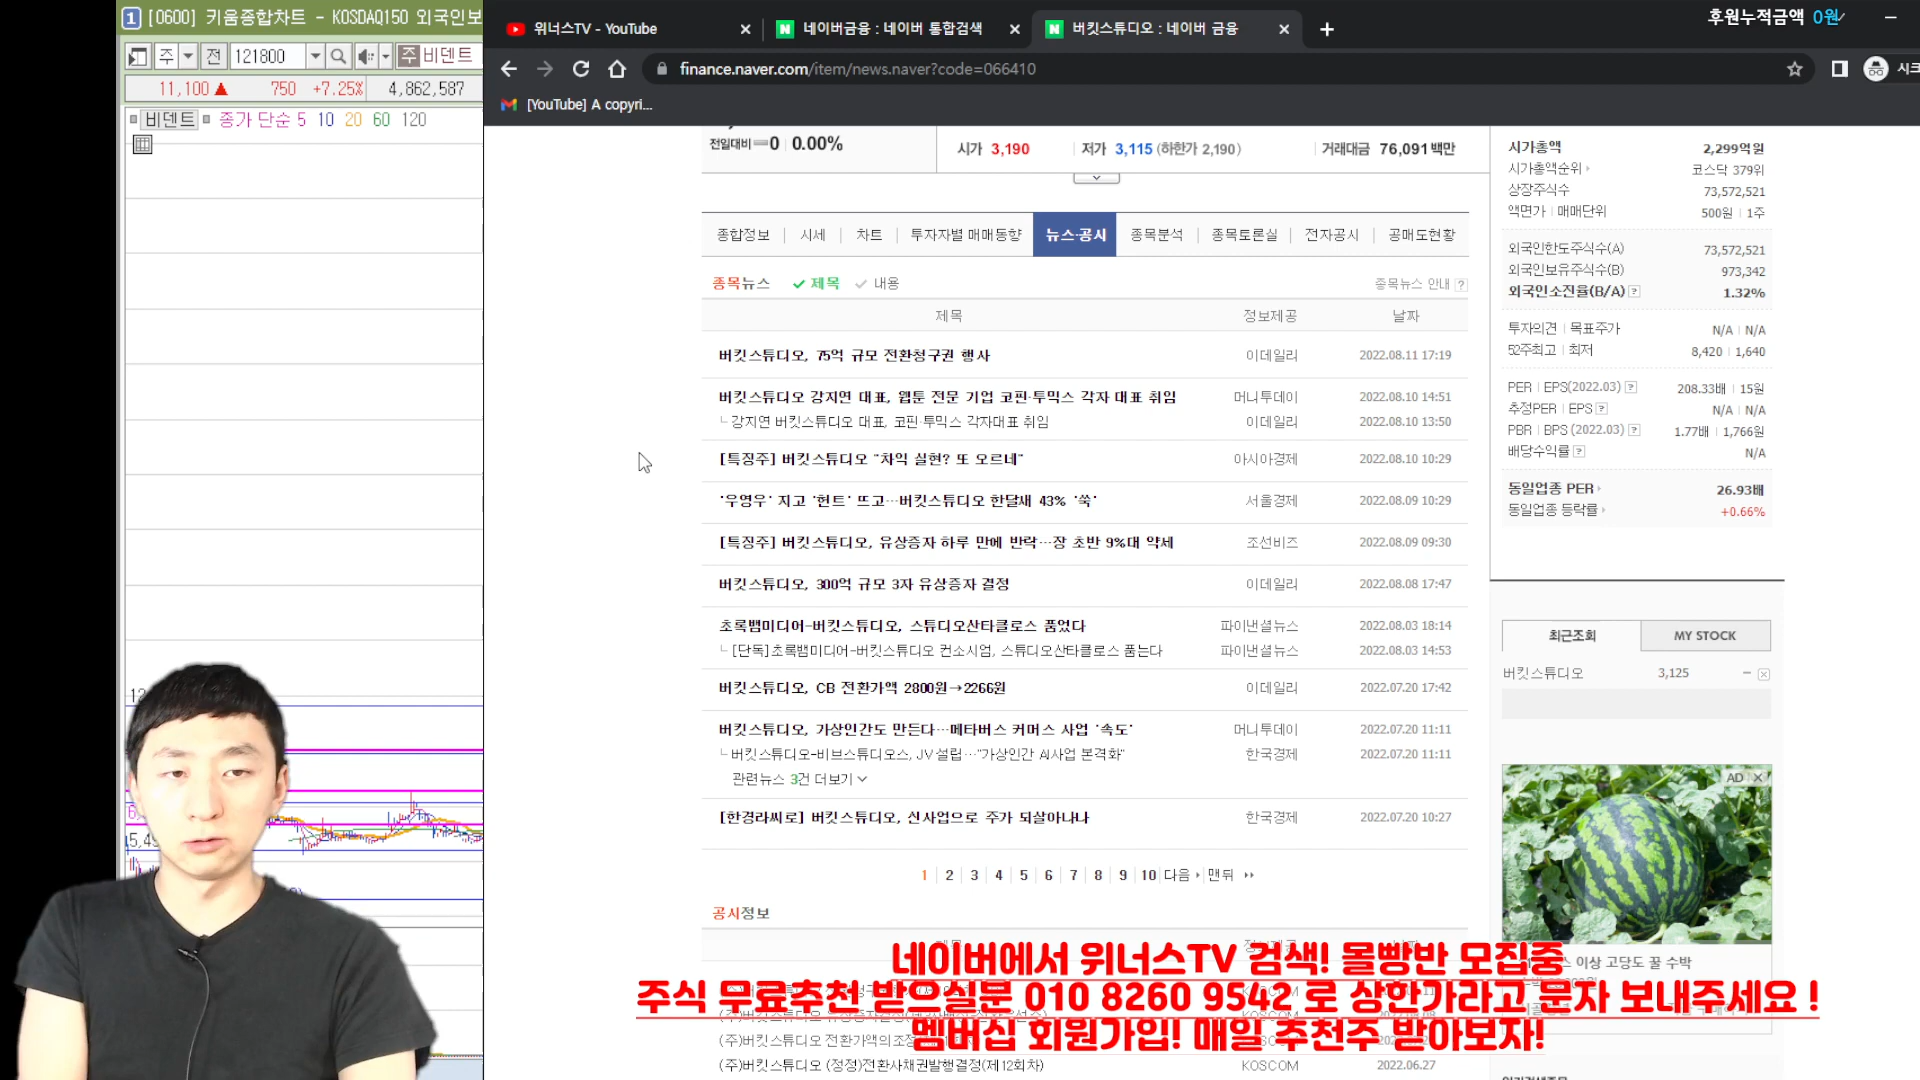 1 [0600] 키움종합차트 - KOSDAQ150 외국인보
주 전 121800 주 비덴트
11,100 ▲ 750 +7.25% 4,862,587
비덴트 종가 단순 5 10 20 60 120
위너스TV - YouTube
네이버금융 : 네이버 통합검색
버킷스튜디오 : 네이버 금융
후원누적금액 0원
finance.naver.com/item/news.naver?code=066410
시크
[YouTube] A copyri...
전일대비 0 0.00%
시가 3,190 저가 3,115 (하한가 2,190) 거래대금 76,091 백만
종합정보 시세 차트 투자자별 매매동향 뉴스·공시 종목분석 종목토론실 전자공시 공매도현황
종목뉴스 제목 내용 종목뉴스 안내 ?
제목 정보제공 날짜
버킷스튜디오, 75억 규모 전환청구권 행사 이데일리 2022.08.11 17:19
버킷스튜디오 강지연 대표, 웹툰 전문 기업 코핀·투믹스 각자 대표 취임 머니투데이 2022.08.10 14:51
강지연 버킷스튜디오 대표, 코핀·투믹스 각자대표 취임 이데일리 2022.08.10 13:50
[특징주] 버킷스튜디오 "차익 실현? 또 오르네" 아시아경제 2022.08.10 10:29
'우영우' 지고 '헌트' 뜨고…버킷스튜디오 한달새 43% '쑥' 서울경제 2022.08.09 10:29
[특징주] 버킷스튜디오, 유상증자 하루 만에 반락…장 초반 9%대 약세 조선비즈 2022.08.09 09:30
버킷스튜디오, 300억 규모 3자 유상증자 결정 이데일리 2022.08.08 17:47
초록뱀미디어-버킷스튜디오, 스튜디오산타클로스 품었다 파이낸셜뉴스 2022.08.03 18:14
[단독]초록뱀미디어-버킷스튜디오 컨소시엄, 스튜디오산타클로스 품는다 파이낸셜뉴스 2022.08.03 14:53
버킷스튜디오, CB 전환가액 2800원→2266원 이데일리 2022.07.20 17:42
버킷스튜디오, 가상인간도 만든다…메타버스 커머스 사업 '속도' 머니투데이 2022.07.20 11:11
버킷스튜디오-비브스튜디오스, JV 설립…"가상인간 AI사업 본격화" 한국경제 2022.07.20 11:11
관련뉴스 3건 더보기
[한경라씨로] 버킷스튜디오, 신사업으로 주가 되살아나나 한국경제 2022.07.20 10:27
1 2 3 4 5 6 7 8 9 10 다음 맨뒤
공시정보
(주)버킷스튜디오 전환가액의조정
(주)버킷스튜디오 (정정)전환사채권발행결정(제12회차) KOSCOM 2022.06.27
시가총액 2,299억원
시가총액순위 코스닥 379위
상장주식수 73,572,521
액면가 매매단위 500원 1주
외국인한도주식수(A) 73,572,521
외국인보유주식수(B) 973,342
외국인소진율(B/A) ? 1.32%
투자의견 목표주가 N/A N/A
52주최고 최저 8,420 1,640
PER EPS(2022.03) ? 208.33배 15원
추정PER EPS ? N/A N/A
PBR BPS (2022.03) ? 1.77배 1,766원
배당수익률 ? N/A
동일업종 PER 26.93배
동일업종 등락률 +0.66%
최근조회 MY STOCK
버킷스튜디오 3,125
AD X
이상 고당도 꿀 수박
네이버에서 위너스TV 검색! 몰빵반 모집중
주식 무료추천 받으실분 010 8260 9542 로 상한가라고 문자 보내주세요 !
멤버십 회원가입! 매일 추천주 받아보자!